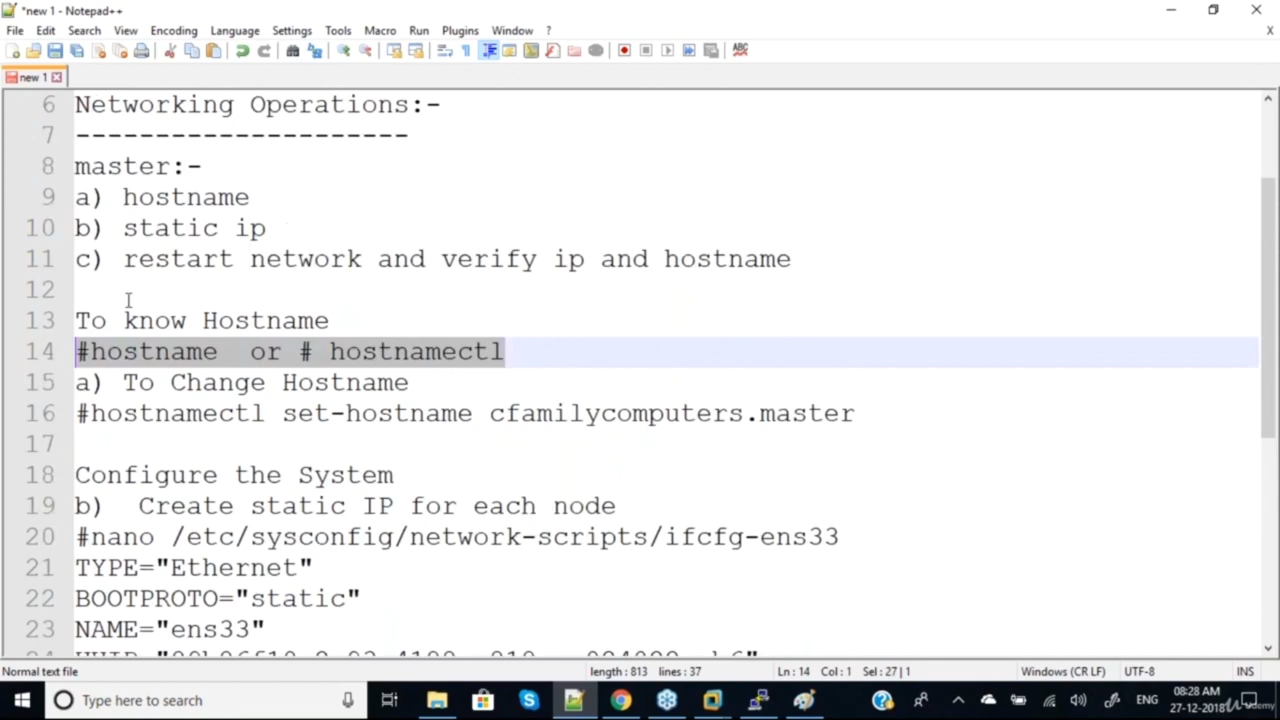 *new 1 - Notepad++
File Edit Search View Encoding Language Settings Tools Macro Run Plugins Window ? X
new 1
6 Networking Operations:-
7 ---------------------
8 master:-
9 a) hostname
10 b) static ip
11 c) restart network and verify ip and hostname
12
13 To know Hostname
14 #hostname or # hostnamectl
15 a) To Change Hostname
16 #hostnamectl set-hostname cfamilycomputers.master
17
18 Configure the System
19 b) Create static IP for each node
20 #nano /etc/sysconfig/network-scripts/ifcfg-ens33
21 TYPE="Ethernet"
22 BOOTPROTO="static"
23 NAME="ens33"
Normal text file length : 813 lines : 37 Ln : 14 Col : 1 Sel : 27 | 1 Windows (CR LF) UTF-8 INS
Type here to search ENG 08:28 AM
27-12-2018
Udemy